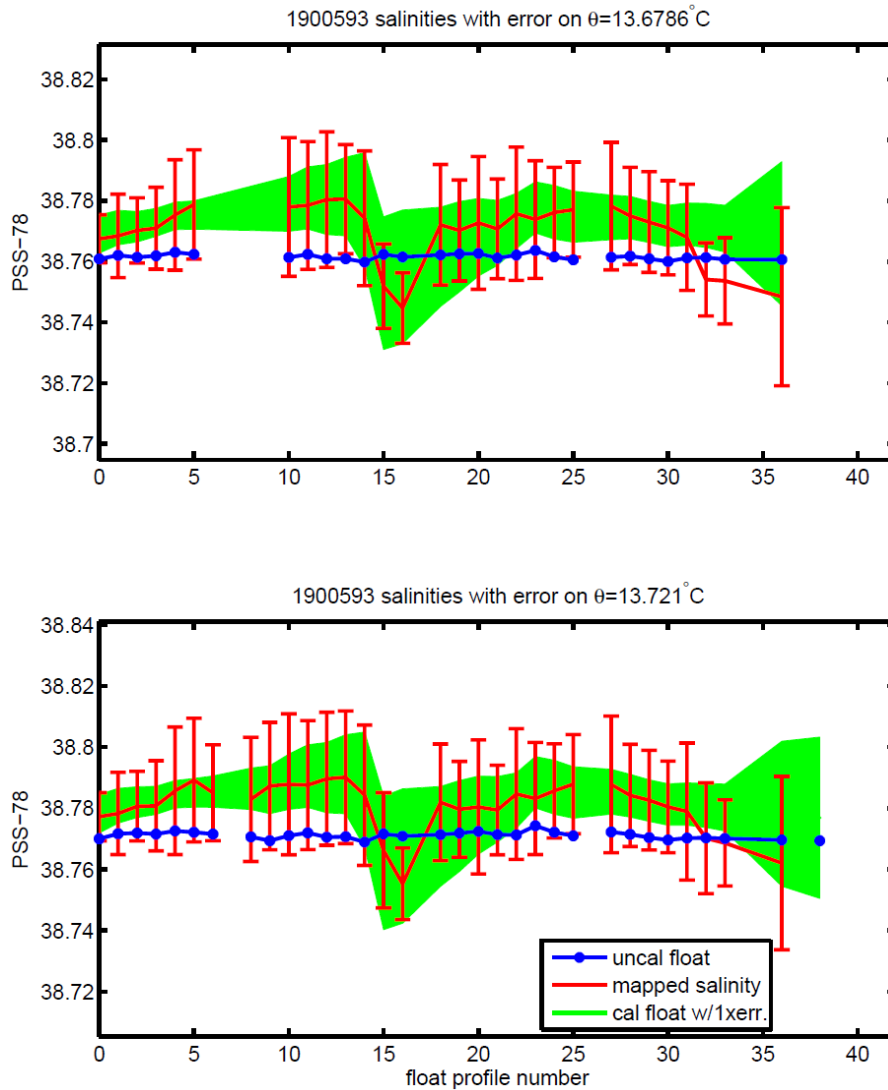 1900593 salinities with error on θ=13.6786°C
PSS−78
38.82
38.8
38.78
38.76
38.74
38.72
38.7
0 5 10 15 20 25 30 35 40
1900593 salinities with error on θ=13.721°C
PSS−78
38.84
38.82
38.8
38.78
38.76
38.74
38.72
uncal float
mapped salinity
cal float w/1xerr.
0 5 10 15 20 25 30 35 40
float profile number